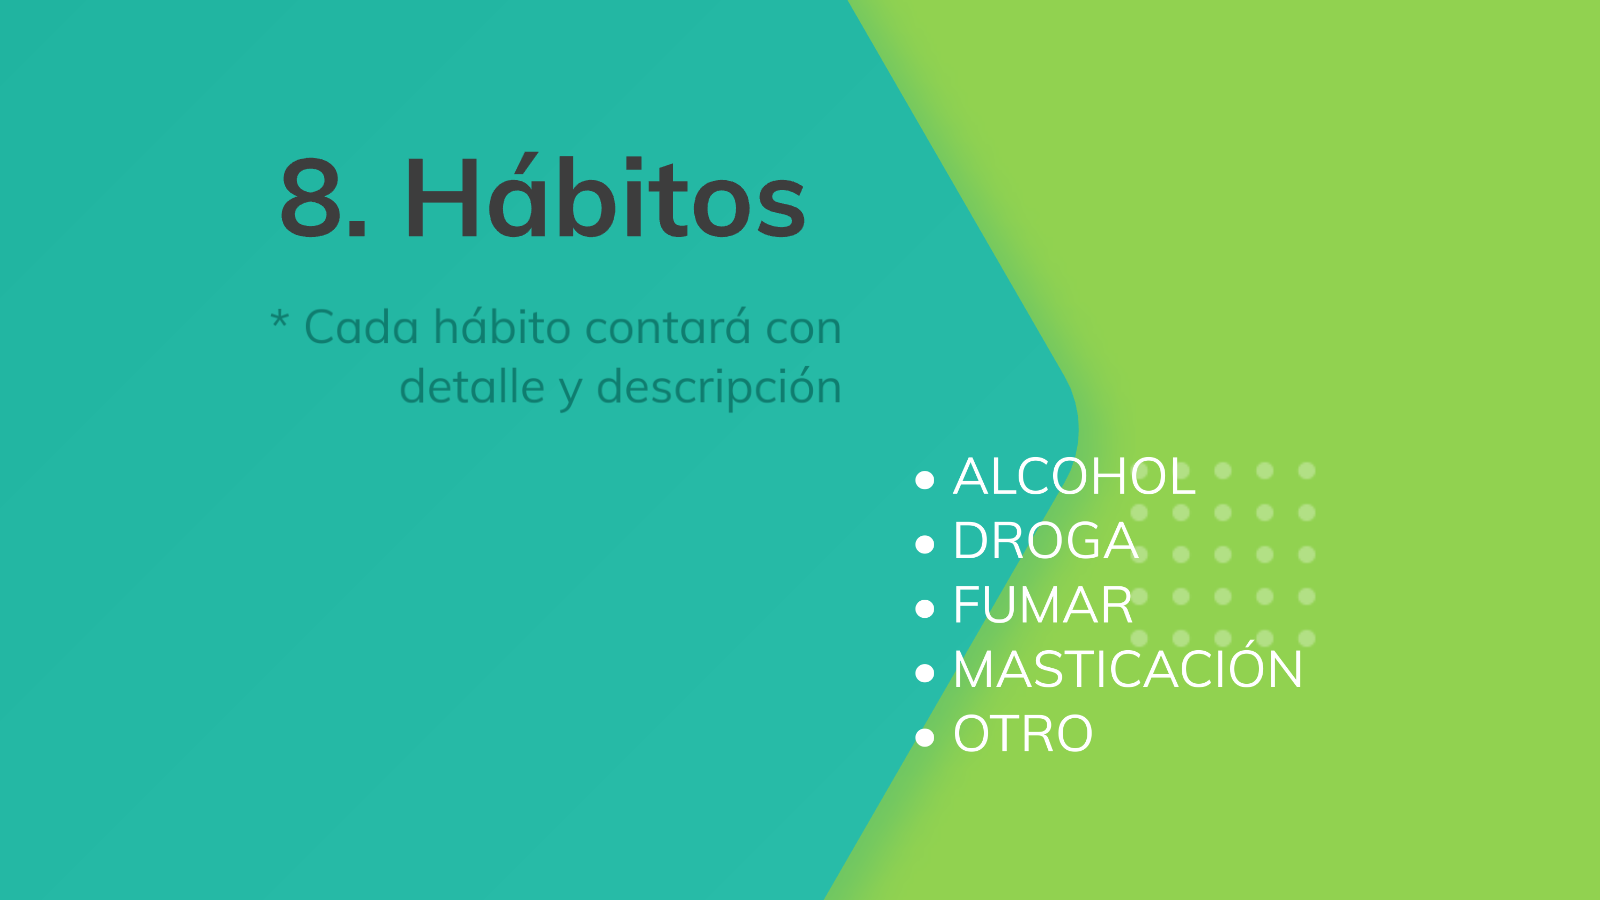 8. Hábitos
* Cada hábito contará con
detalle y descripción
• ALCOHOL
• DROGA
• FUMAR
• MASTICACIÓN
• OTRO